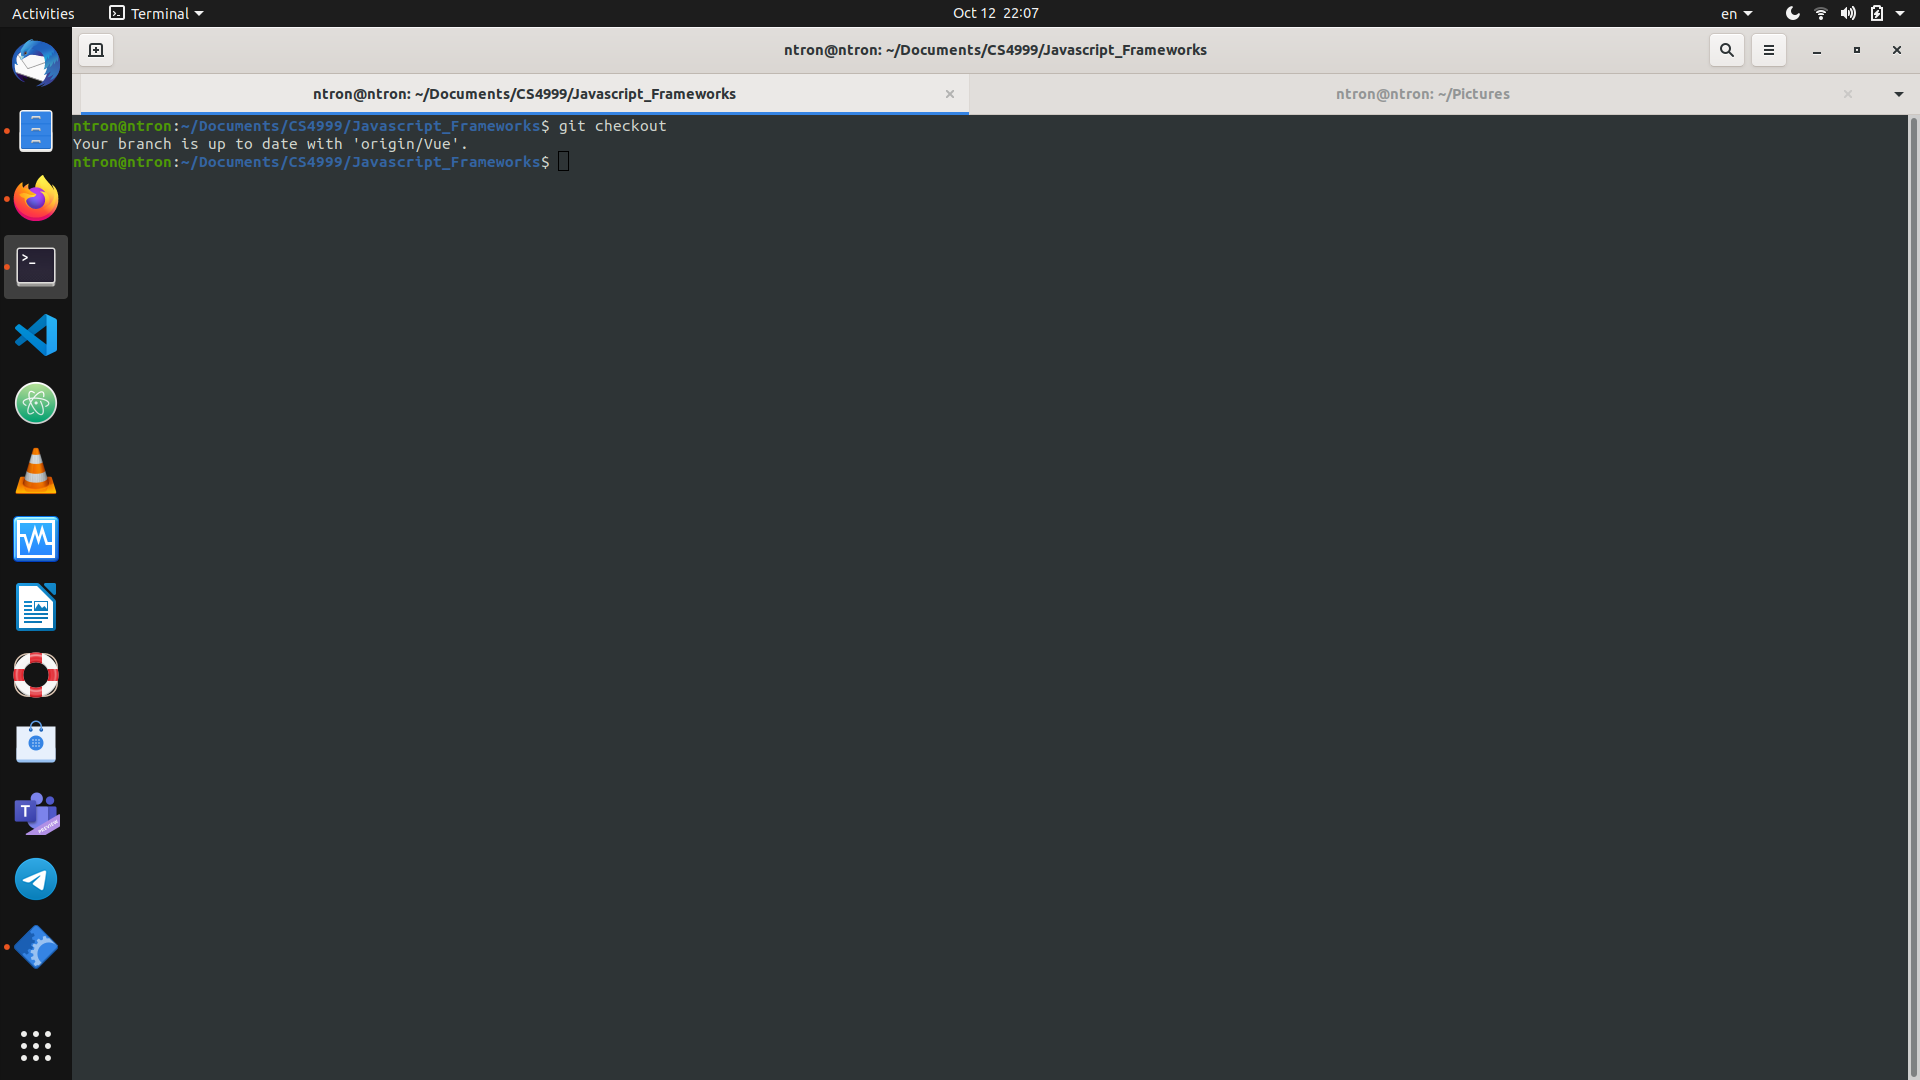 Activities
Terminal
Oct 12 22:07
en
ntron@ntron: ~/Documents/CS4999/Javascript_Frameworks
ntron@ntron: ~/Documents/CS4999/Javascript_Frameworks
ntron@ntron: ~/Pictures
ntron@ntron:~/Documents/CS4999/Javascript_Frameworks$ git checkout
Your branch is up to date with 'origin/Vue'.
ntron@ntron:~/Documents/CS4999/Javascript_Frameworks$
>_
T
PREVIEW